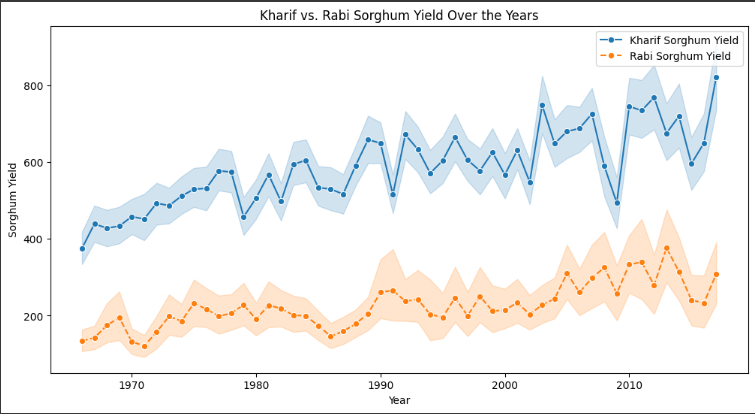 Kharif vs. Rabi Sorghum Yield Over the Years
Kharif Sorghum Yield
Rabi Sorghum Yield
800
600
400
200
Sorghum Yield
1970 1980 1990 2000 2010
Year